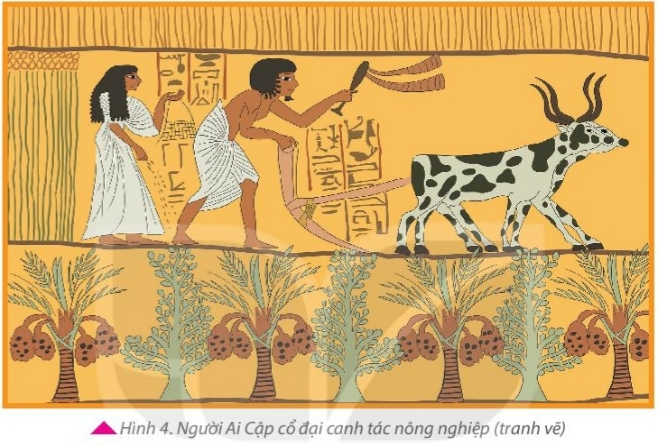 Hình 4. Người Ai Cập cổ đại canh tác nông nghiệp (tranh vẽ)